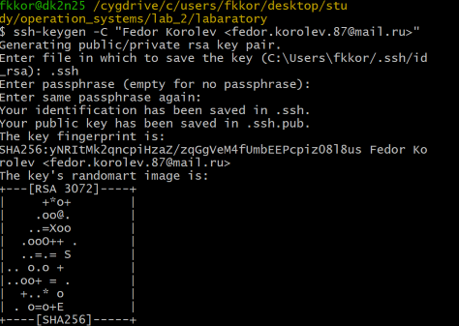 fkkor@dk2n25 /cygdrive/c/users/fkkor/desktop/stu
dy/operation_systems/lab_2/labaratory
$ ssh-keygen -C "Fedor Korolev <fedor.korolev.87@mail.ru>"
Generating public/private rsa key pair.
Enter file in which to save the key (C:\Users\fkkor/.ssh/id
_rsa): .ssh
Enter passphrase (empty for no passphrase):
Enter same passphrase again:
Your identification has been saved in .ssh.
Your public key has been saved in .ssh.pub.
The key fingerprint is:
SHA256:yNRItMk2qncpiHzaZ/zqGgVeM4fUmbEEPcpizO8l8us Fedor Ko
rolev <fedor.korolev.87@mail.ru>
The key's randomart image is:
+---[RSA 3072]----+
|     +*o+        |
|    .oo@.        |
|   ..=Xoo        |
|  .ooO++ .       |
|  ..=.= S        |
|.. o.o +         |
|..oo+ = .        |
|  +..* o         |
| . o=o+E         |
+----[SHA256]-----+